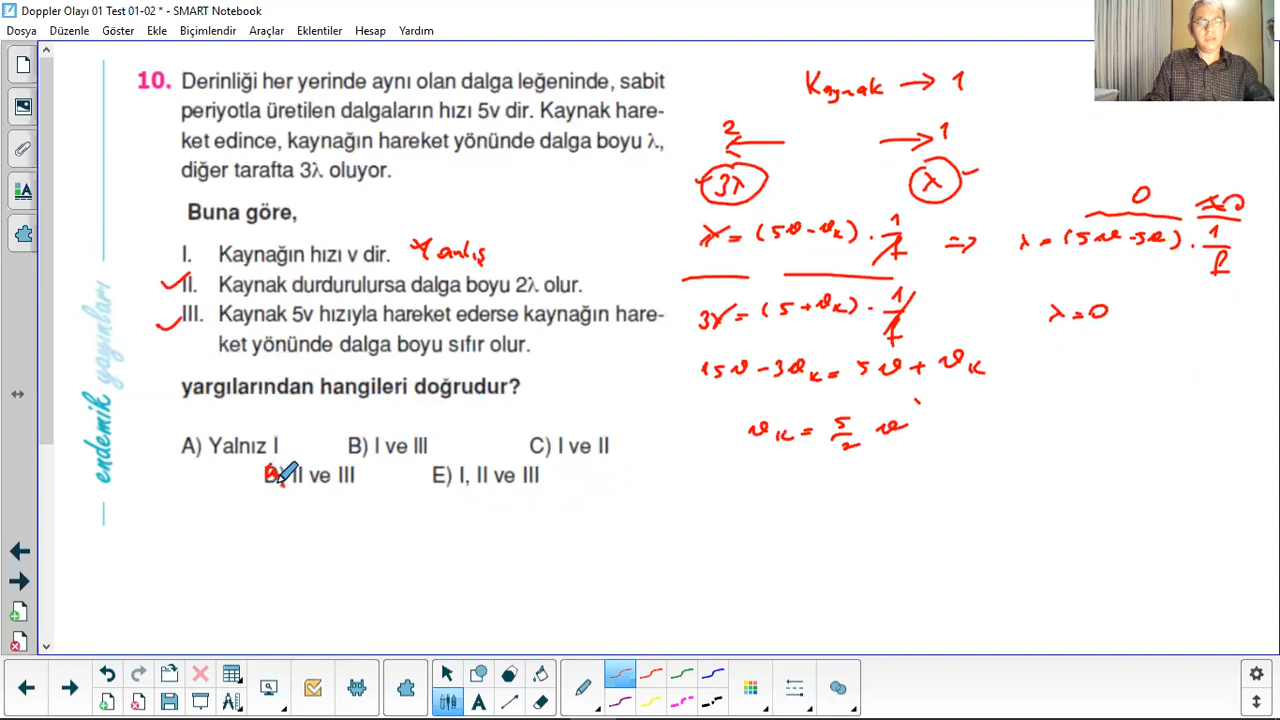 Doppler Olayı 01 Test 01-02 * - SMART Notebook
Dosya Düzenle Göster Ekle Biçimlendiri Araçlar Eklentiler Hesap Yardım
10. Derinliği her yerinde aynı olan dalga leğeninde, sabit
periyotla üretilen dalgaların hızı 5v dir. Kaynak hare-
ket edince, kaynağın hareket yönünde dalga boyu λ,
diğer tarafta 3λ oluyor.
Buna göre,
I. Kaynağın hızı v dir. Yanlış
II. Kaynak durdurulursa dalga boyu 2λ olur.
III. Kaynak 5v hızıyla hareket ederse kaynağın hare-
ket yönünde dalga boyu sıfır olur.
yargılarından hangileri doğrudur?
A) Yalnız I B) I ve III C) I ve II
D) II ve III E) I, II ve III
endemik yayınları
Kaynak → 1
2 ← → 1
3λ λ
λ = (5v - vK) . 1/f ⇒ λ = (5v - 5v) . 1/f
0
3λ = (5 + vK) . 1/f
λ = 0
15v - 3vK = 5v + vK
vK = 5/2 v